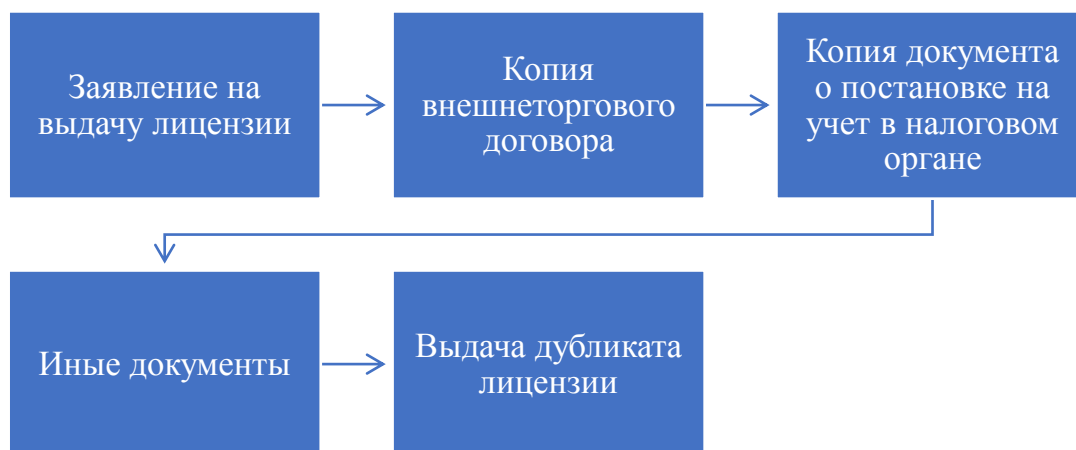 Заявление на
выдачу лицензии
Копия
внешнеторгового
договора
Копия документа
о постановке на
учет в налоговом
органе
Иные документы
Выдача дубликата
лицензии